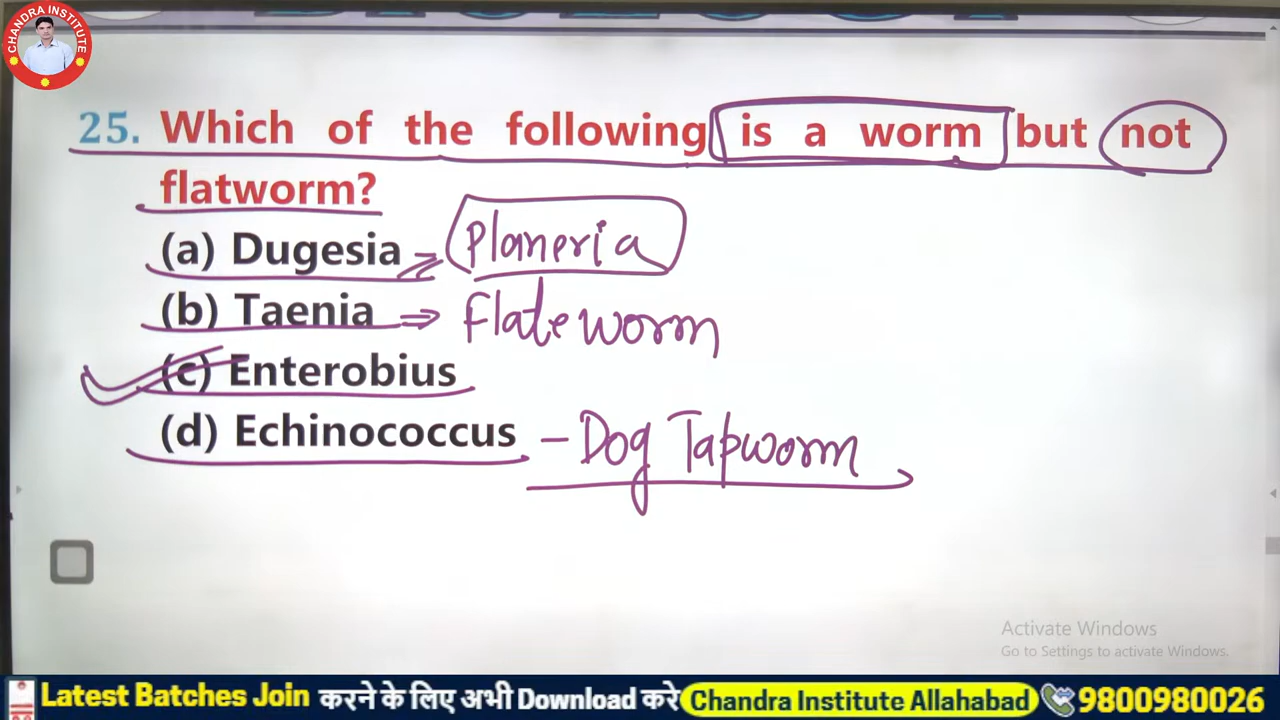 CHANDRA INSTITUTE
25. Which of the following is a worm but not
flatworm?
(a) Dugesia = Planeria
(b) Taenia ⇒ Flate worm
(c) Enterobius
(d) Echinococcus - Dog Tapworm
Activate Windows
Go to Settings to activate Windows.
Latest Batches Join करने के लिए अभी Download करे Chandra Institute Allahabad 9800980026